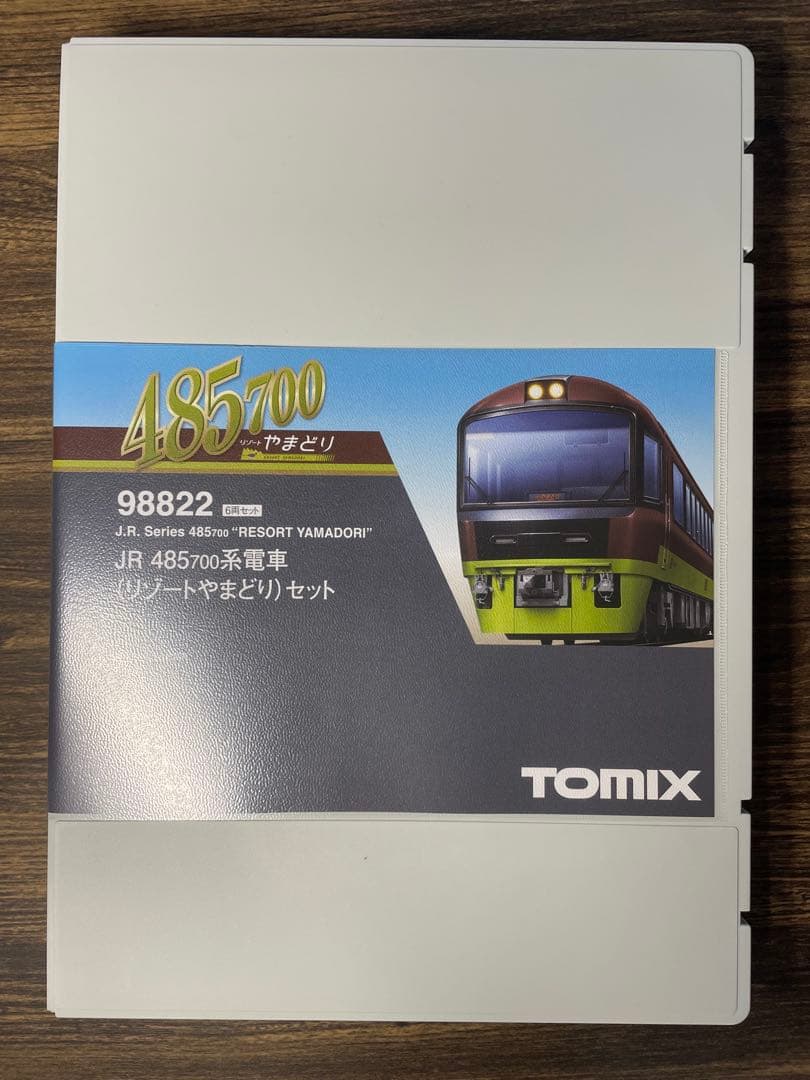 485700
リゾート やまどり
RESORT YAMADORI
98822 6両セット
J.R. Series 485700 “RESORT YAMADORI”
JR 485700系電車
(リゾートやまどり)セット
TOMIX